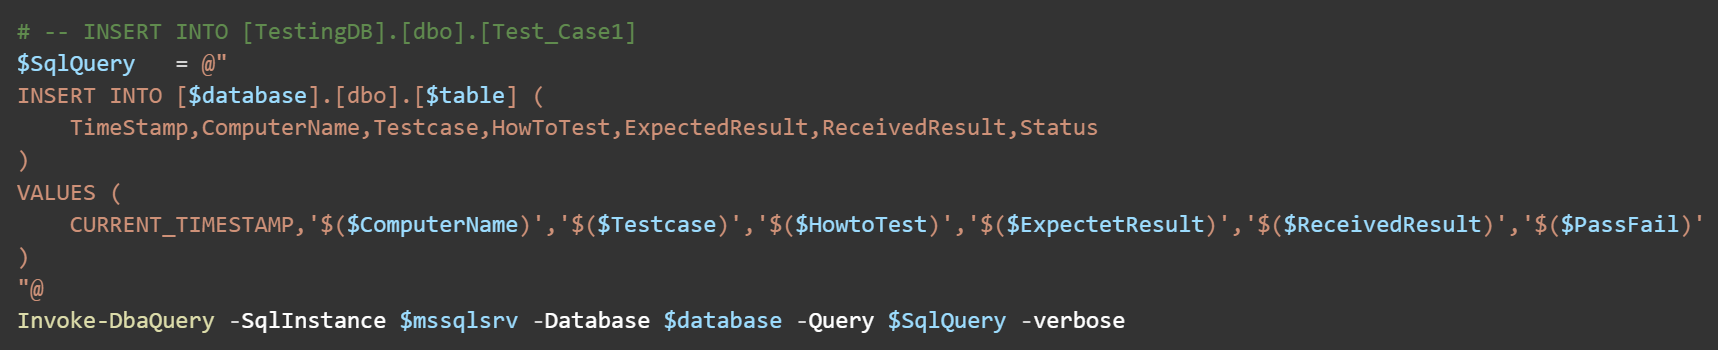 # -- INSERT INTO [TestingDB].[dbo].[Test_Case1]
$SqlQuery   = @"
INSERT INTO [$database].[dbo].[$table] (
    TimeStamp,ComputerName,Testcase,HowToTest,ExpectedResult,ReceivedResult,Status
)
VALUES (
    CURRENT_TIMESTAMP,'$($ComputerName)','$($Testcase)','$($HowtoTest)','$($ExpectetResult)','$($ReceivedResult)','$($PassFail)'
)
"@
Invoke-DbaQuery -SqlInstance $mssqlsrv -Database $database -Query $SqlQuery -verbose